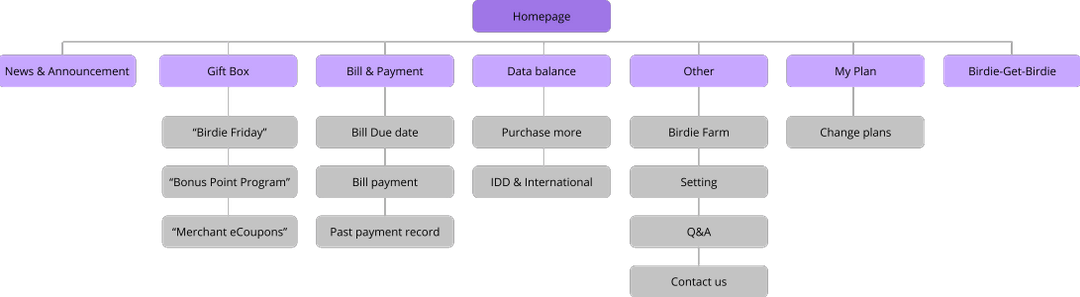 Homepage
News & Announcement
Gift Box
Bill & Payment
Data balance
Other
My Plan
Birdie-Get-Birdie
“Birdie Friday”
Bill Due date
Purchase more
Birdie Farm
Change plans
“Bonus Point Program”
Bill payment
IDD & International
Setting
“Merchant eCoupons”
Past payment record
Q&A
Contact us